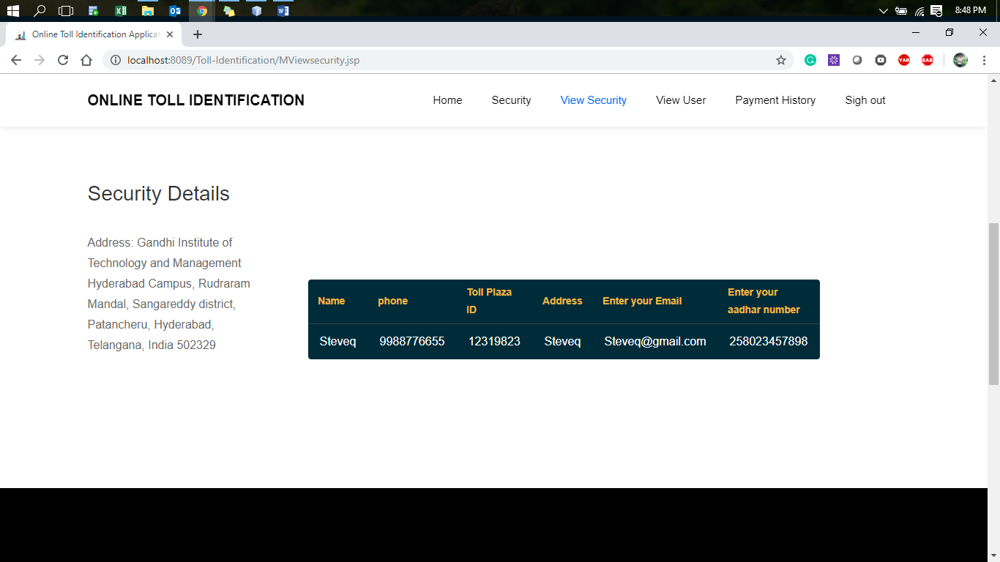 8:48 PM
Online Toll Identification Applicat
localhost:8089/Toll-Identification/MViewsecurity.jsp
YAB
EAB
ONLINE TOLL IDENTIFICATION
Home
Security
View Security
View User
Payment History
Sigh out
Security Details
Address: Gandhi Institute of
Technology and Management
Hyderabad Campus, Rudraram
Mandal, Sangareddy district,
Patancheru, Hyderabad,
Telangana, India 502329
Name
phone
Toll Plaza
ID
Address
Enter your Email
Enter your
aadhar number
Steveq
9988776655
12319823
Steveq
Steveq@gmail.com
258023457898